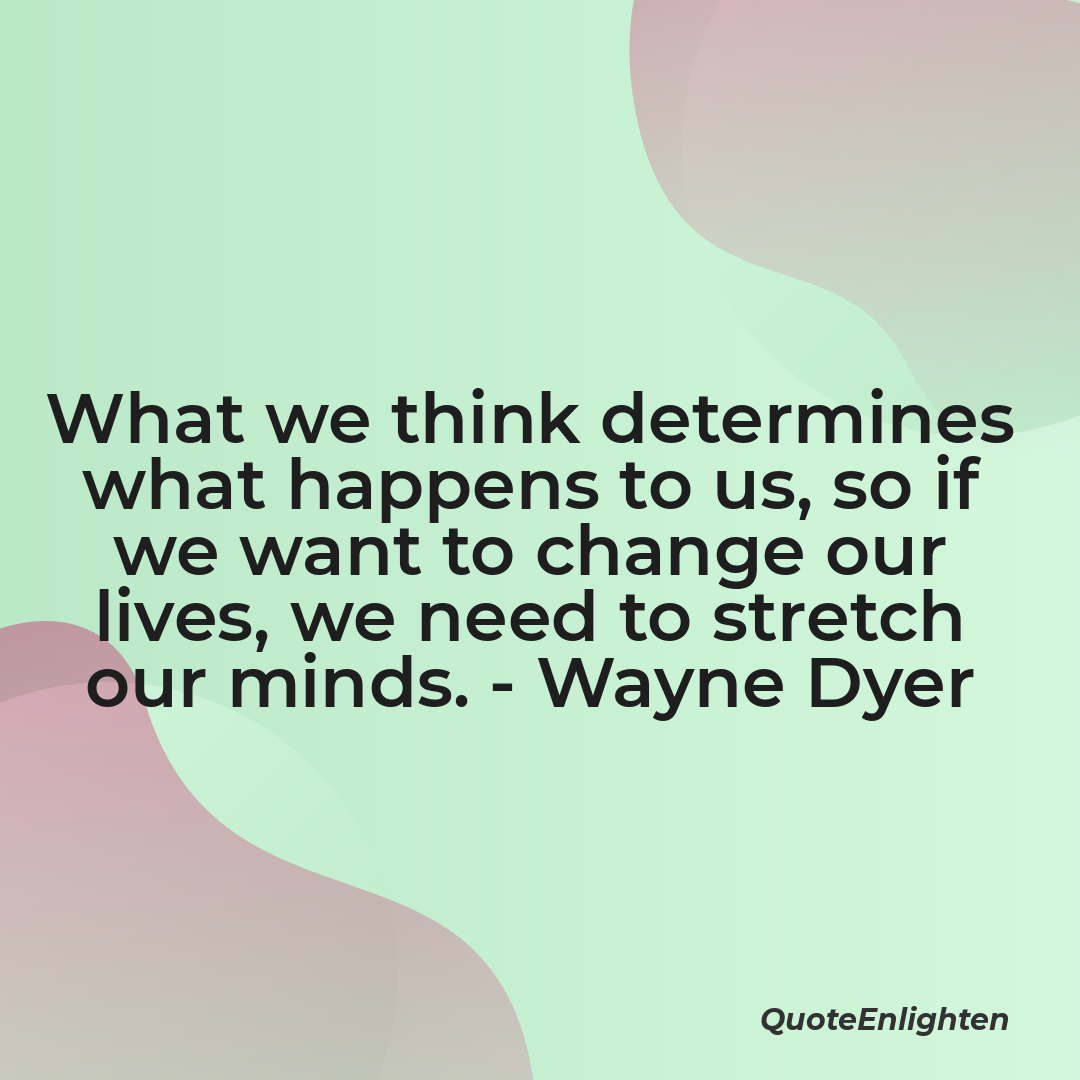 What we think determines
what happens to us, so if
we want to change our
lives, we need to stretch
our minds. - Wayne Dyer
QuoteEnlighten